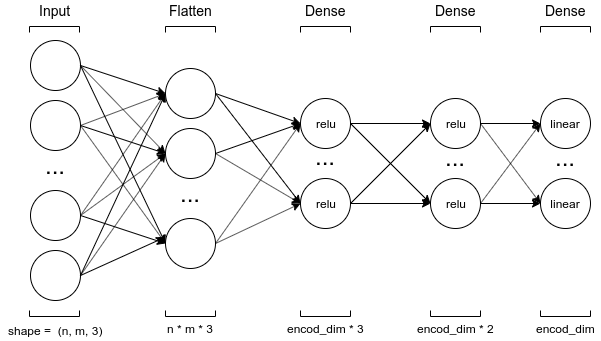 Input Flatten Dense Dense Dense
relu relu linear
... ... ...
...
...
relu relu linear
shape = (n, m, 3) n * m * 3 encod_dim * 3 encod_dim * 2 encod_dim